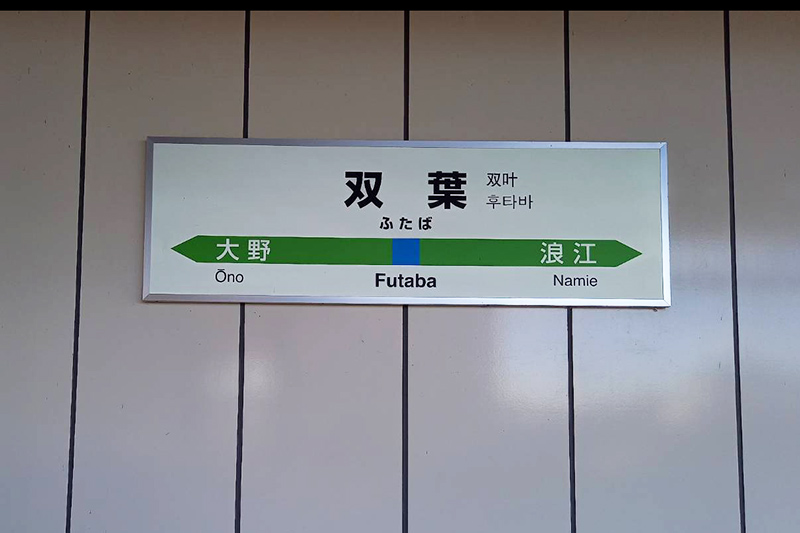 双 葉
双叶
후타바
ふたば
大野
浪江
Ōno
Futaba
Namie